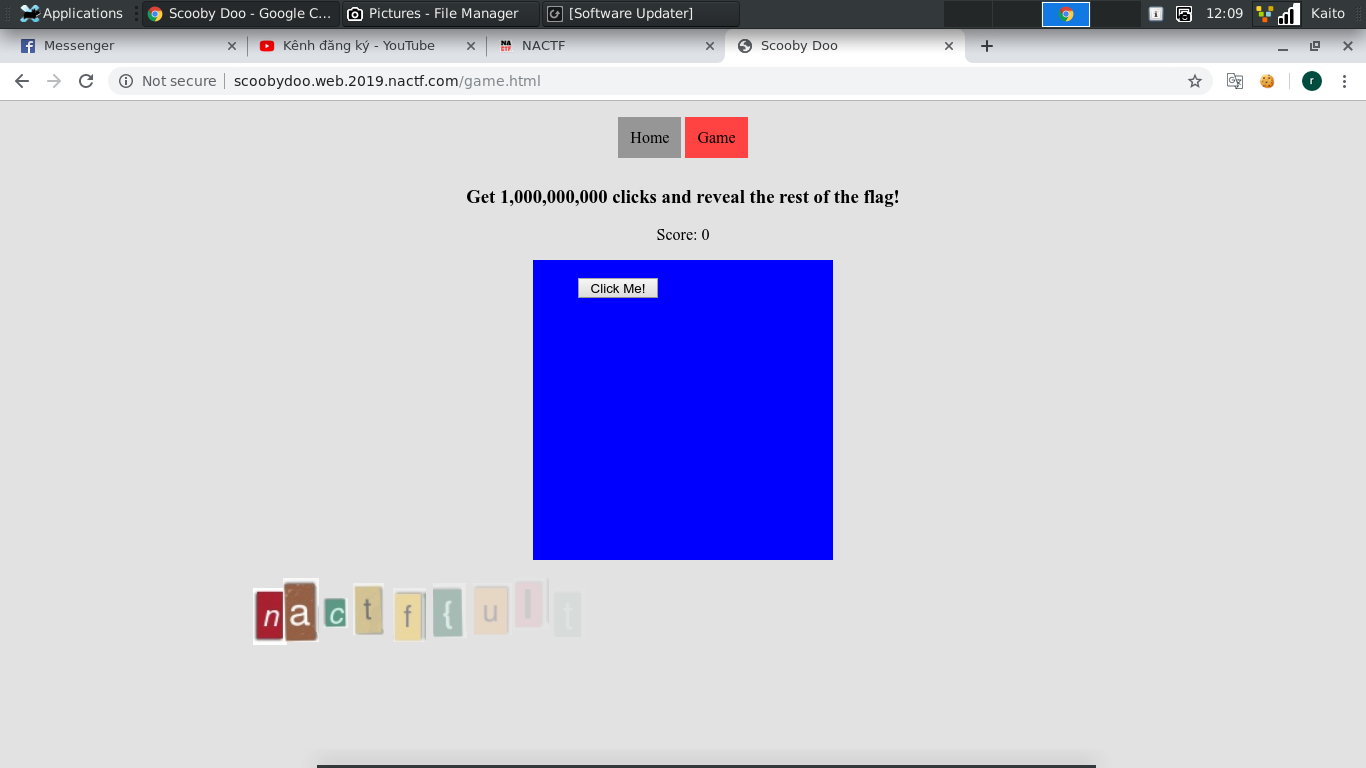 Applications Scooby Doo - Google C... Pictures - File Manager [Software Updater] 12:09 Kaito
Messenger Kênh đăng ký - YouTube NACTF Scooby Doo
Not secure scoobydoo.web.2019.nactf.com/game.html r
Home Game
Get 1,000,000,000 clicks and reveal the rest of the flag!
Score: 0
Click Me!
nactf{ult